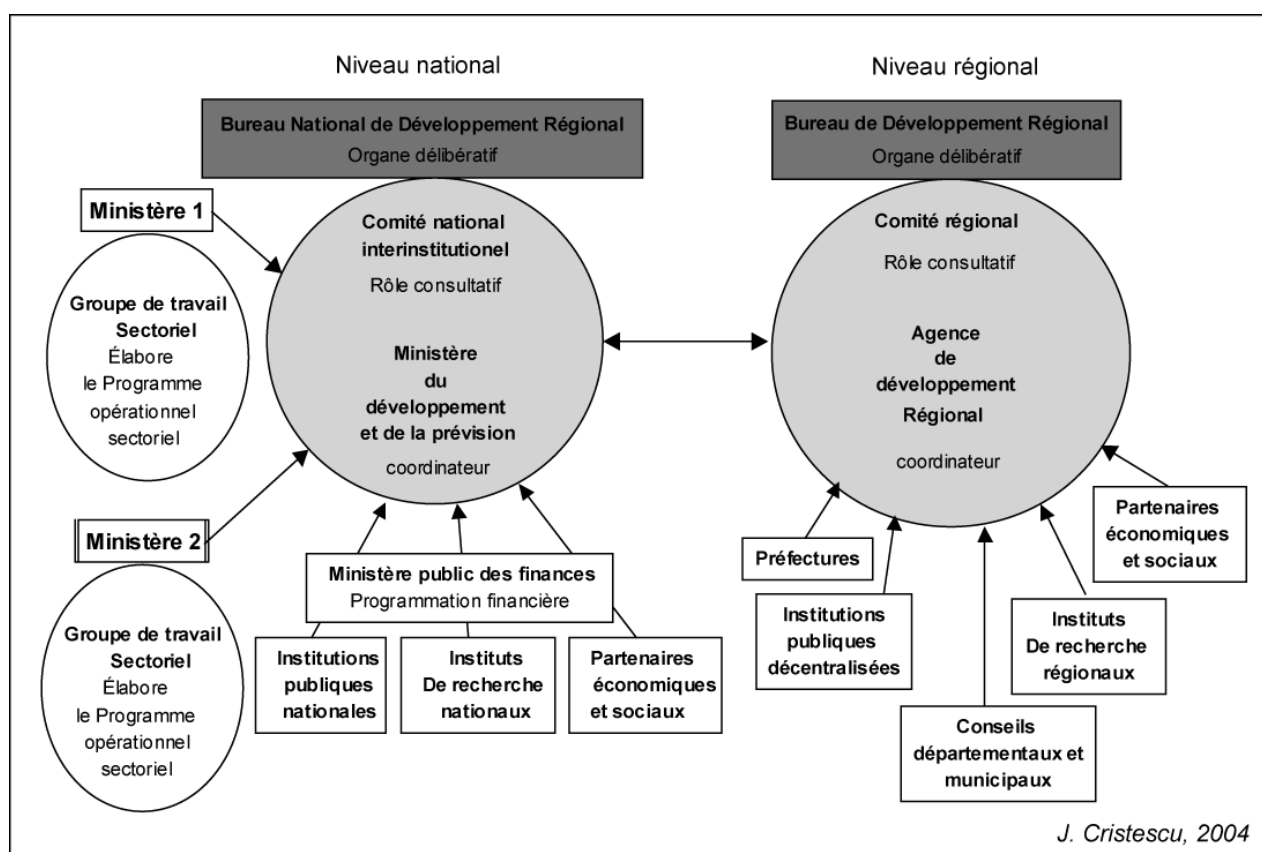 Niveau national
Bureau National de Développement Régional
Organe délibératif
Ministère 1
Groupe de travail
Sectoriel
Élabore
le Programme
opérationnel
sectoriel
Comité national
interinstitutionel
Rôle consultatif
Ministère
du
développement
et de la prévision
coordinateur
Ministère 2
Groupe de travail
Sectoriel
Élabore
le Programme
opérationnel
sectoriel
Ministère public des finances
Programmation financière
Institutions
publiques
nationales
Instituts
De recherche
nationaux
Partenaires
économiques
et sociaux
Niveau régional
Bureau de Développement Régional
Organe délibératif
Comité régional
Rôle consultatif
Agence
de
développement
Régional
coordinateur
Préfectures
Institutions
publiques
décentralisées
Conseils
départementaux et
municipaux
Instituts
De recherche
régionaux
Partenaires
économiques
et sociaux
J. Cristescu, 2004